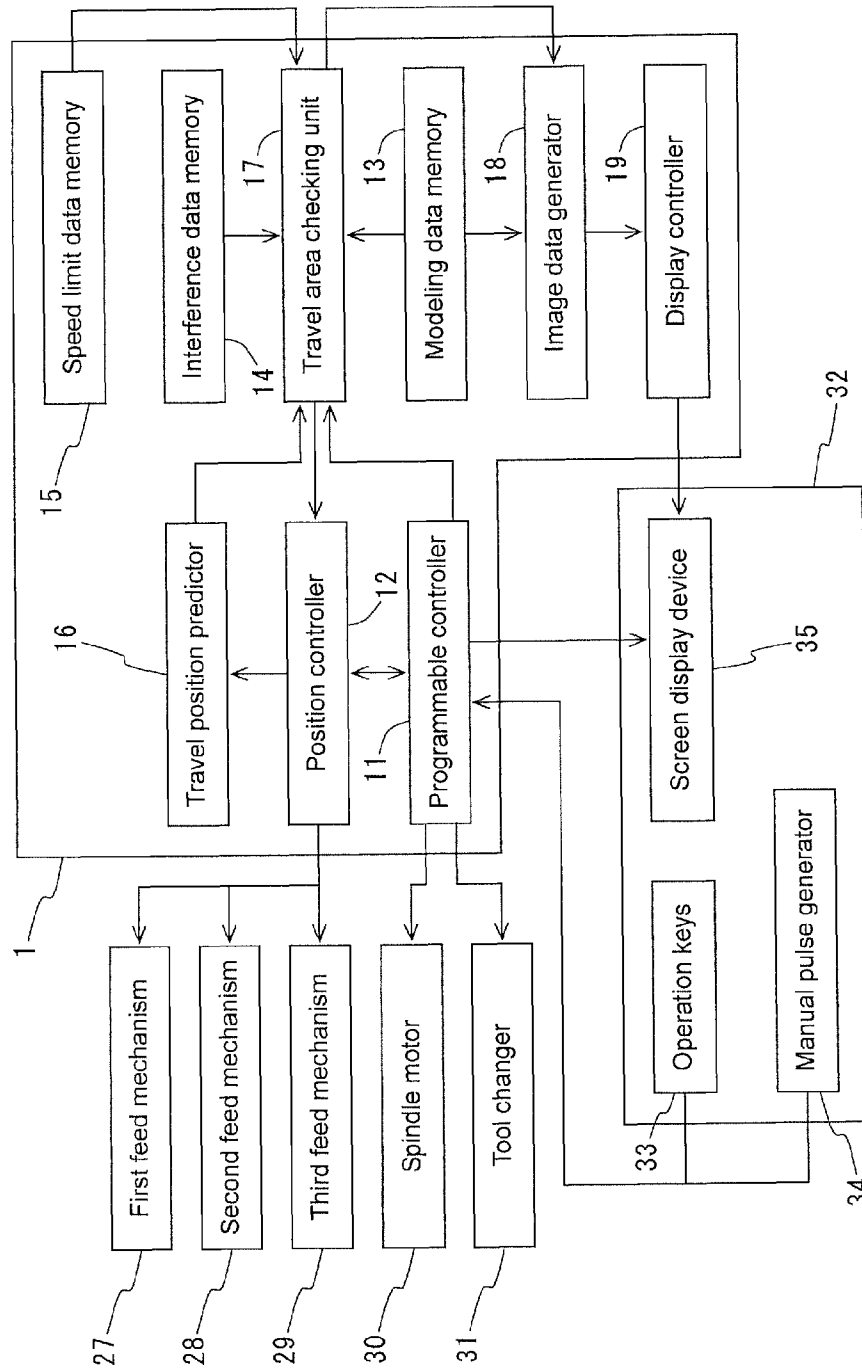 Speed limit data memory
15
Interference data memory
14
Travel area checking unit
17
Modeling data memory
13
Image data generator
18
Display controller
19
Travel position predictor
16
Position controller
12
Programmable controller
11
1
First feed mechanism
27
Second feed mechanism
28
Third feed mechanism
29
Spindle motor
30
Tool changer
31
32
Screen display device
35
Operation keys
33
Manual pulse generator
34